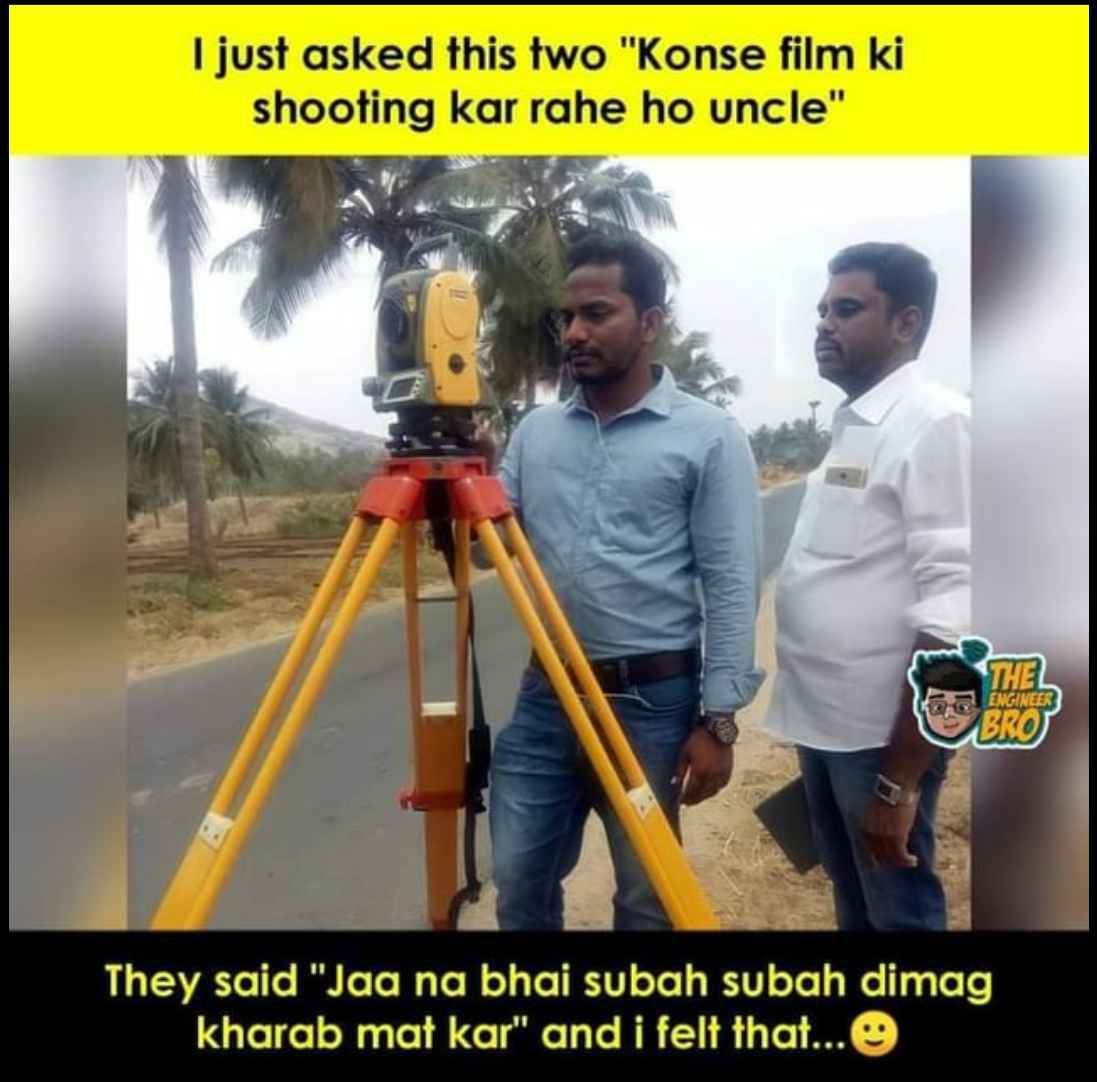 I just asked this two "Konse film ki
shooting kar rahe ho uncle"
THE
ENGINEER
BRO
They said "Jaa na bhai subah subah dimag
kharab mat kar" and i felt that...🙂